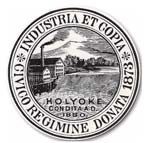 INDUSTRIA ET COPIA
HOLYOKE
CONDITA A.D.
1850.
CIVICO REGIMINE DONATA 1873